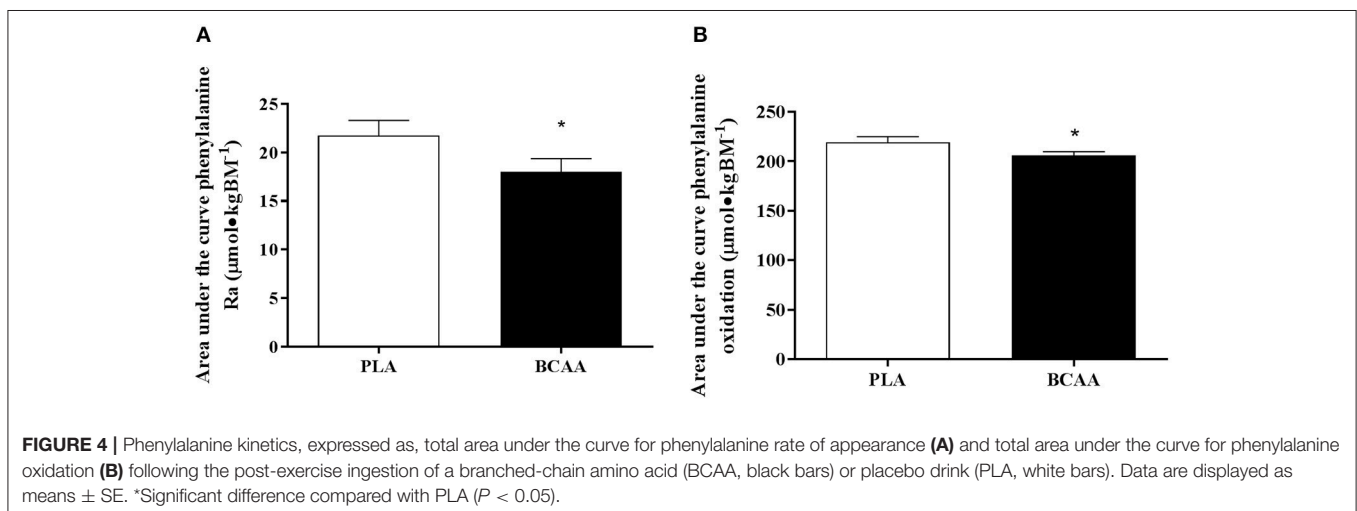 A
Area under the curve phenylalanine
Ra (μmol•kgBM-1)
25
20
15
10
5
0
*
PLA
BCAA
B
Area under the curve phenylalanine
oxidation (μmol•kgBM-1)
250
200
150
100
50
0
*
PLA
BCAA
FIGURE 4 | Phenylalanine kinetics, expressed as, total area under the curve for phenylalanine rate of appearance (A) and total area under the curve for phenylalanine
oxidation (B) following the post-exercise ingestion of a branched-chain amino acid (BCAA, black bars) or placebo drink (PLA, white bars). Data are displayed as
means ± SE. *Significant difference compared with PLA (P < 0.05).